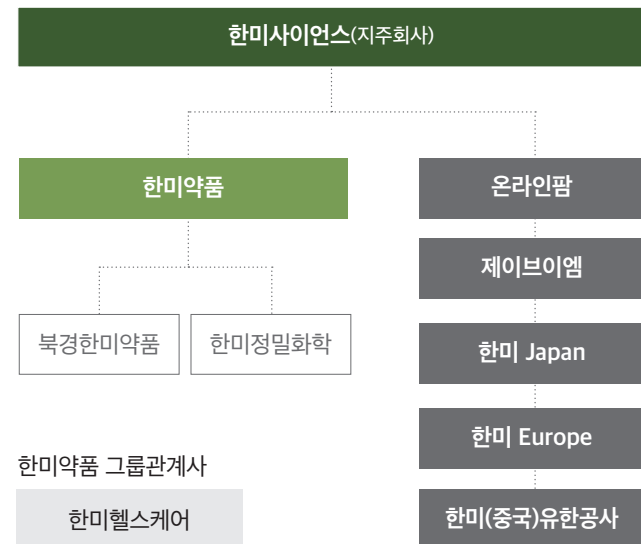 한미사이언스(지주회사)
한미약품
온라인팜
제이브이엠
북경한미약품
한미정밀화학
한미 Japan
한미 Europe
한미약품 그룹관계사
한미헬스케어
한미(중국)유한공사